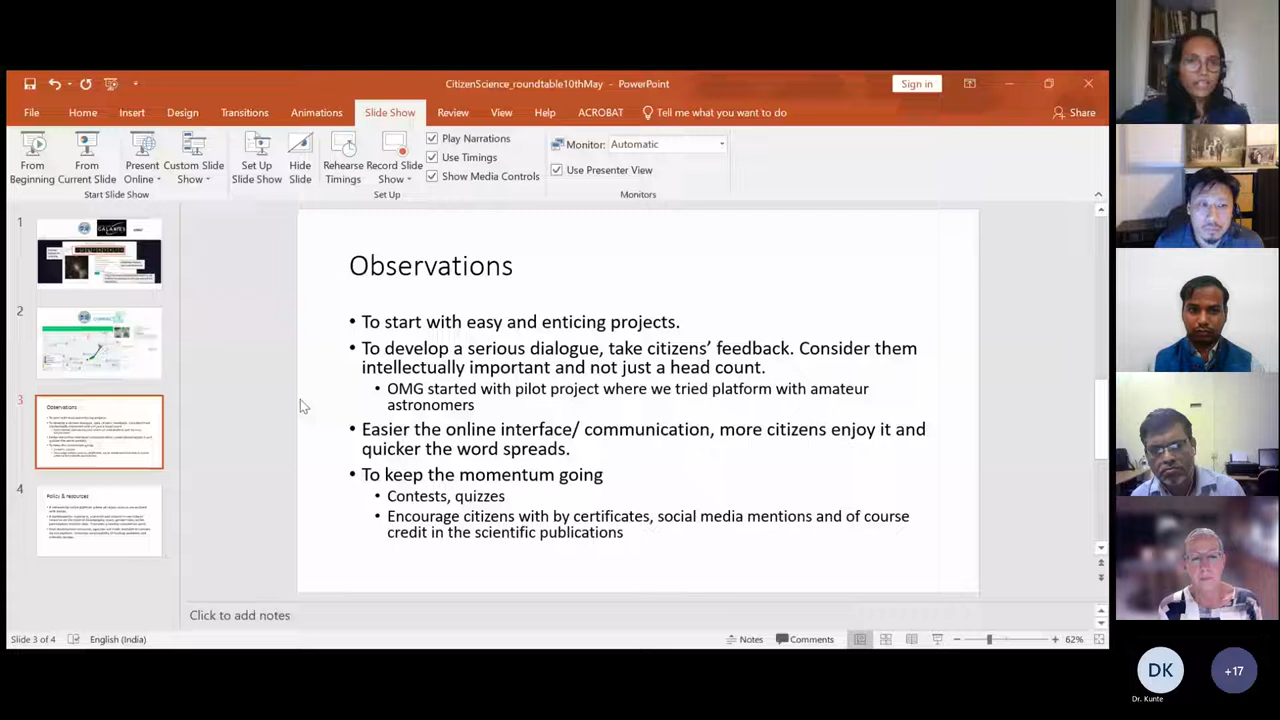 CitizenScience_roundtable10thMay - PowerPoint
Sign in
File Home Insert Design Transitions Animations Slide Show Review View Help ACROBAT Tell me what you want to do Share
From Beginning
From Current Slide
Present Online
Custom Slide Show
Set Up Slide Show
Hide Slide
Rehearse Timings
Record Slide Show
Play Narrations
Use Timings
Show Media Controls
Monitor: Automatic
Use Presenter View
Start Slide Show
Set Up
Monitors
1
GALAXIES
2
3
Observations
4
Policy & resources
Observations
• To start with easy and enticing projects.
• To develop a serious dialogue, take citizens’ feedback. Consider them
intellectually important and not just a head count.
• OMG started with pilot project where we tried platform with amateur
astronomers
• Easier the online interface/ communication, more citizens enjoy it and
quicker the word spreads.
• To keep the momentum going
• Contests, quizzes
• Encourage citizens with by certificates, social media mentions and of course
credit in the scientific publications
Click to add notes
Slide 3 of 4
English (India)
Notes
Comments
62%
DK
Dr. Kunte
+17